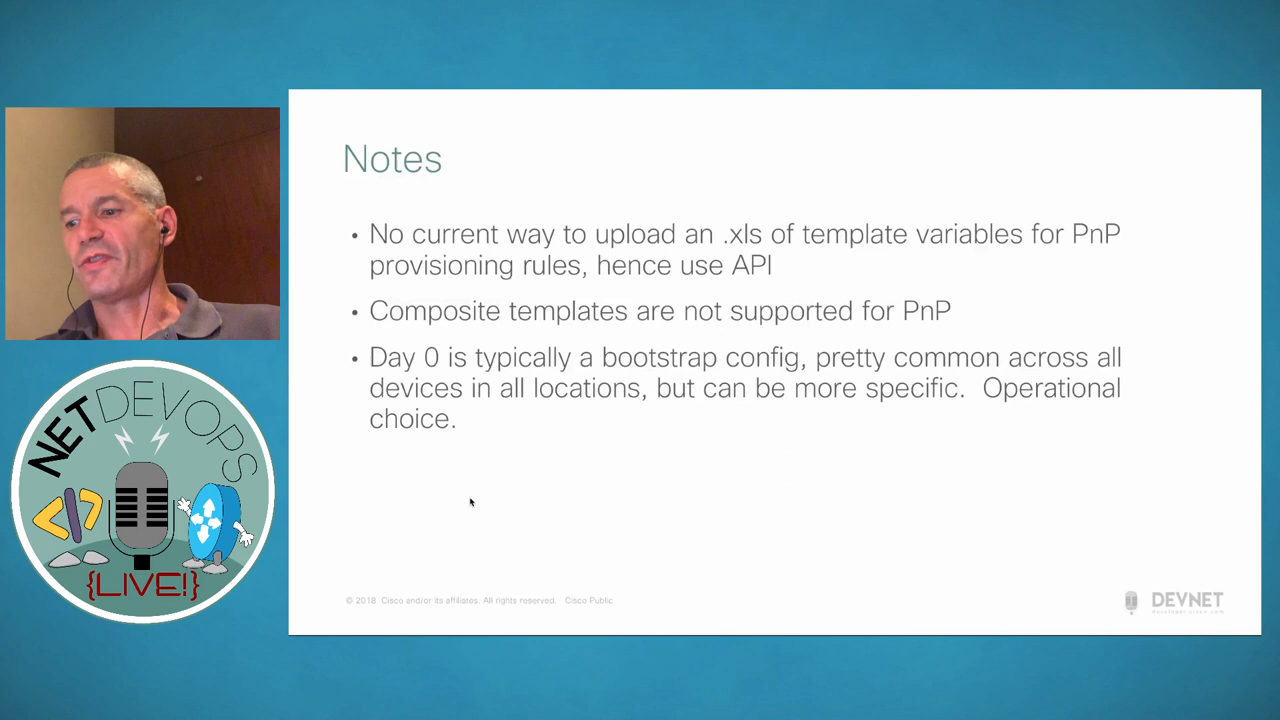 Notes
• No current way to upload an .xls of template variables for PnP
provisioning rules, hence use API
• Composite templates are not supported for PnP
• Day 0 is typically a bootstrap config, pretty common across all
devices in all locations, but can be more specific.  Operational
choice.
NETDEVOPS
{LIVE!}
© 2018 Cisco and/or its affiliates. All rights reserved. Cisco Public
DEVNET